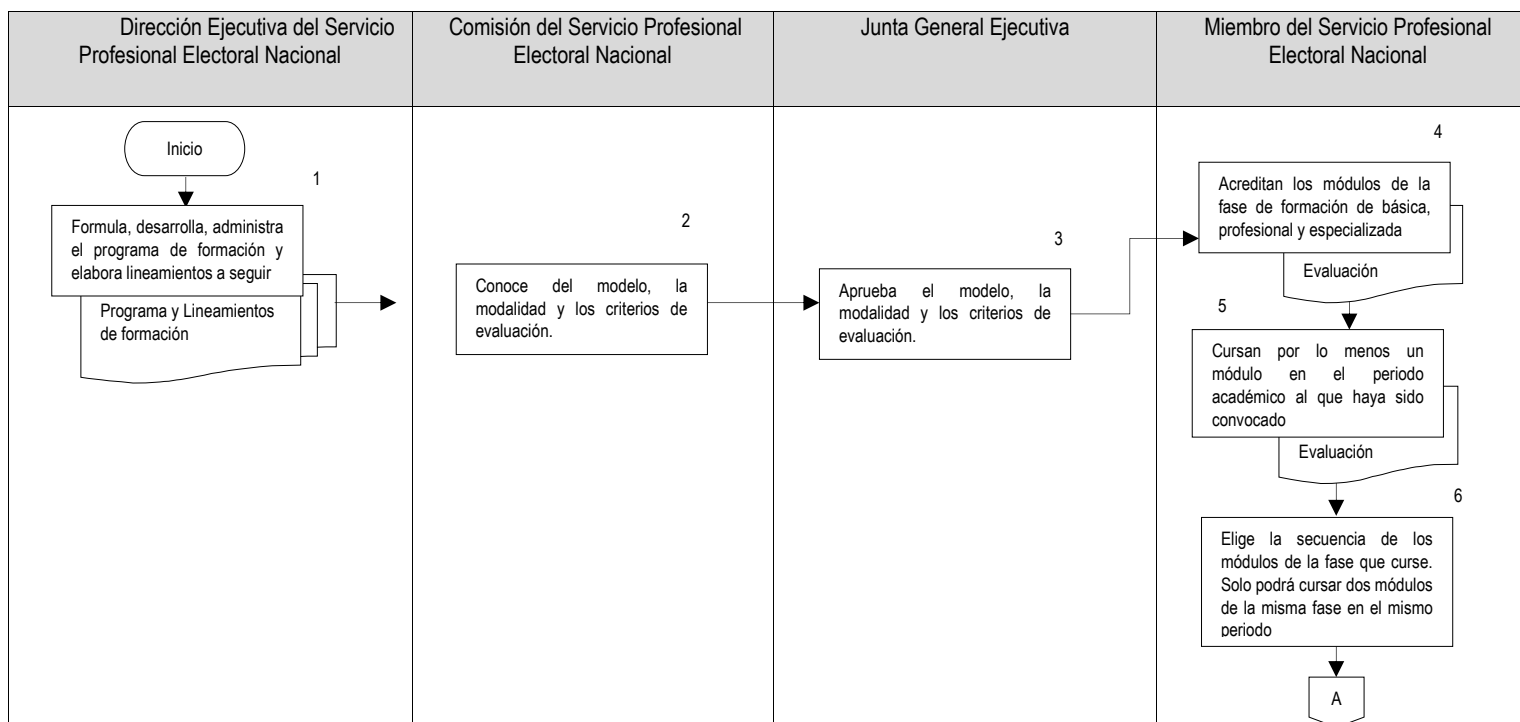 Dirección Ejecutiva del Servicio
Profesional Electoral Nacional
Comisión del Servicio Profesional
Electoral Nacional
Junta General Ejecutiva
Miembro del Servicio Profesional
Electoral Nacional
Inicio
1
Formula, desarrolla, administra
el programa de formación y
elabora lineamientos a seguir
Programa y Lineamientos
de formación
2
Conoce del modelo, la
modalidad y los criterios de
evaluación.
3
Aprueba el modelo, la
modalidad y los criterios de
evaluación.
4
Acreditan los módulos de la
fase de formación de básica,
profesional y especializada
Evaluación
5
Cursan por lo menos un
módulo en el periodo
académico al que haya sido
convocado
Evaluación
6
Elige la secuencia de los
módulos de la fase que curse.
Solo podrá cursar dos módulos
de la misma fase en el mismo
periodo
A